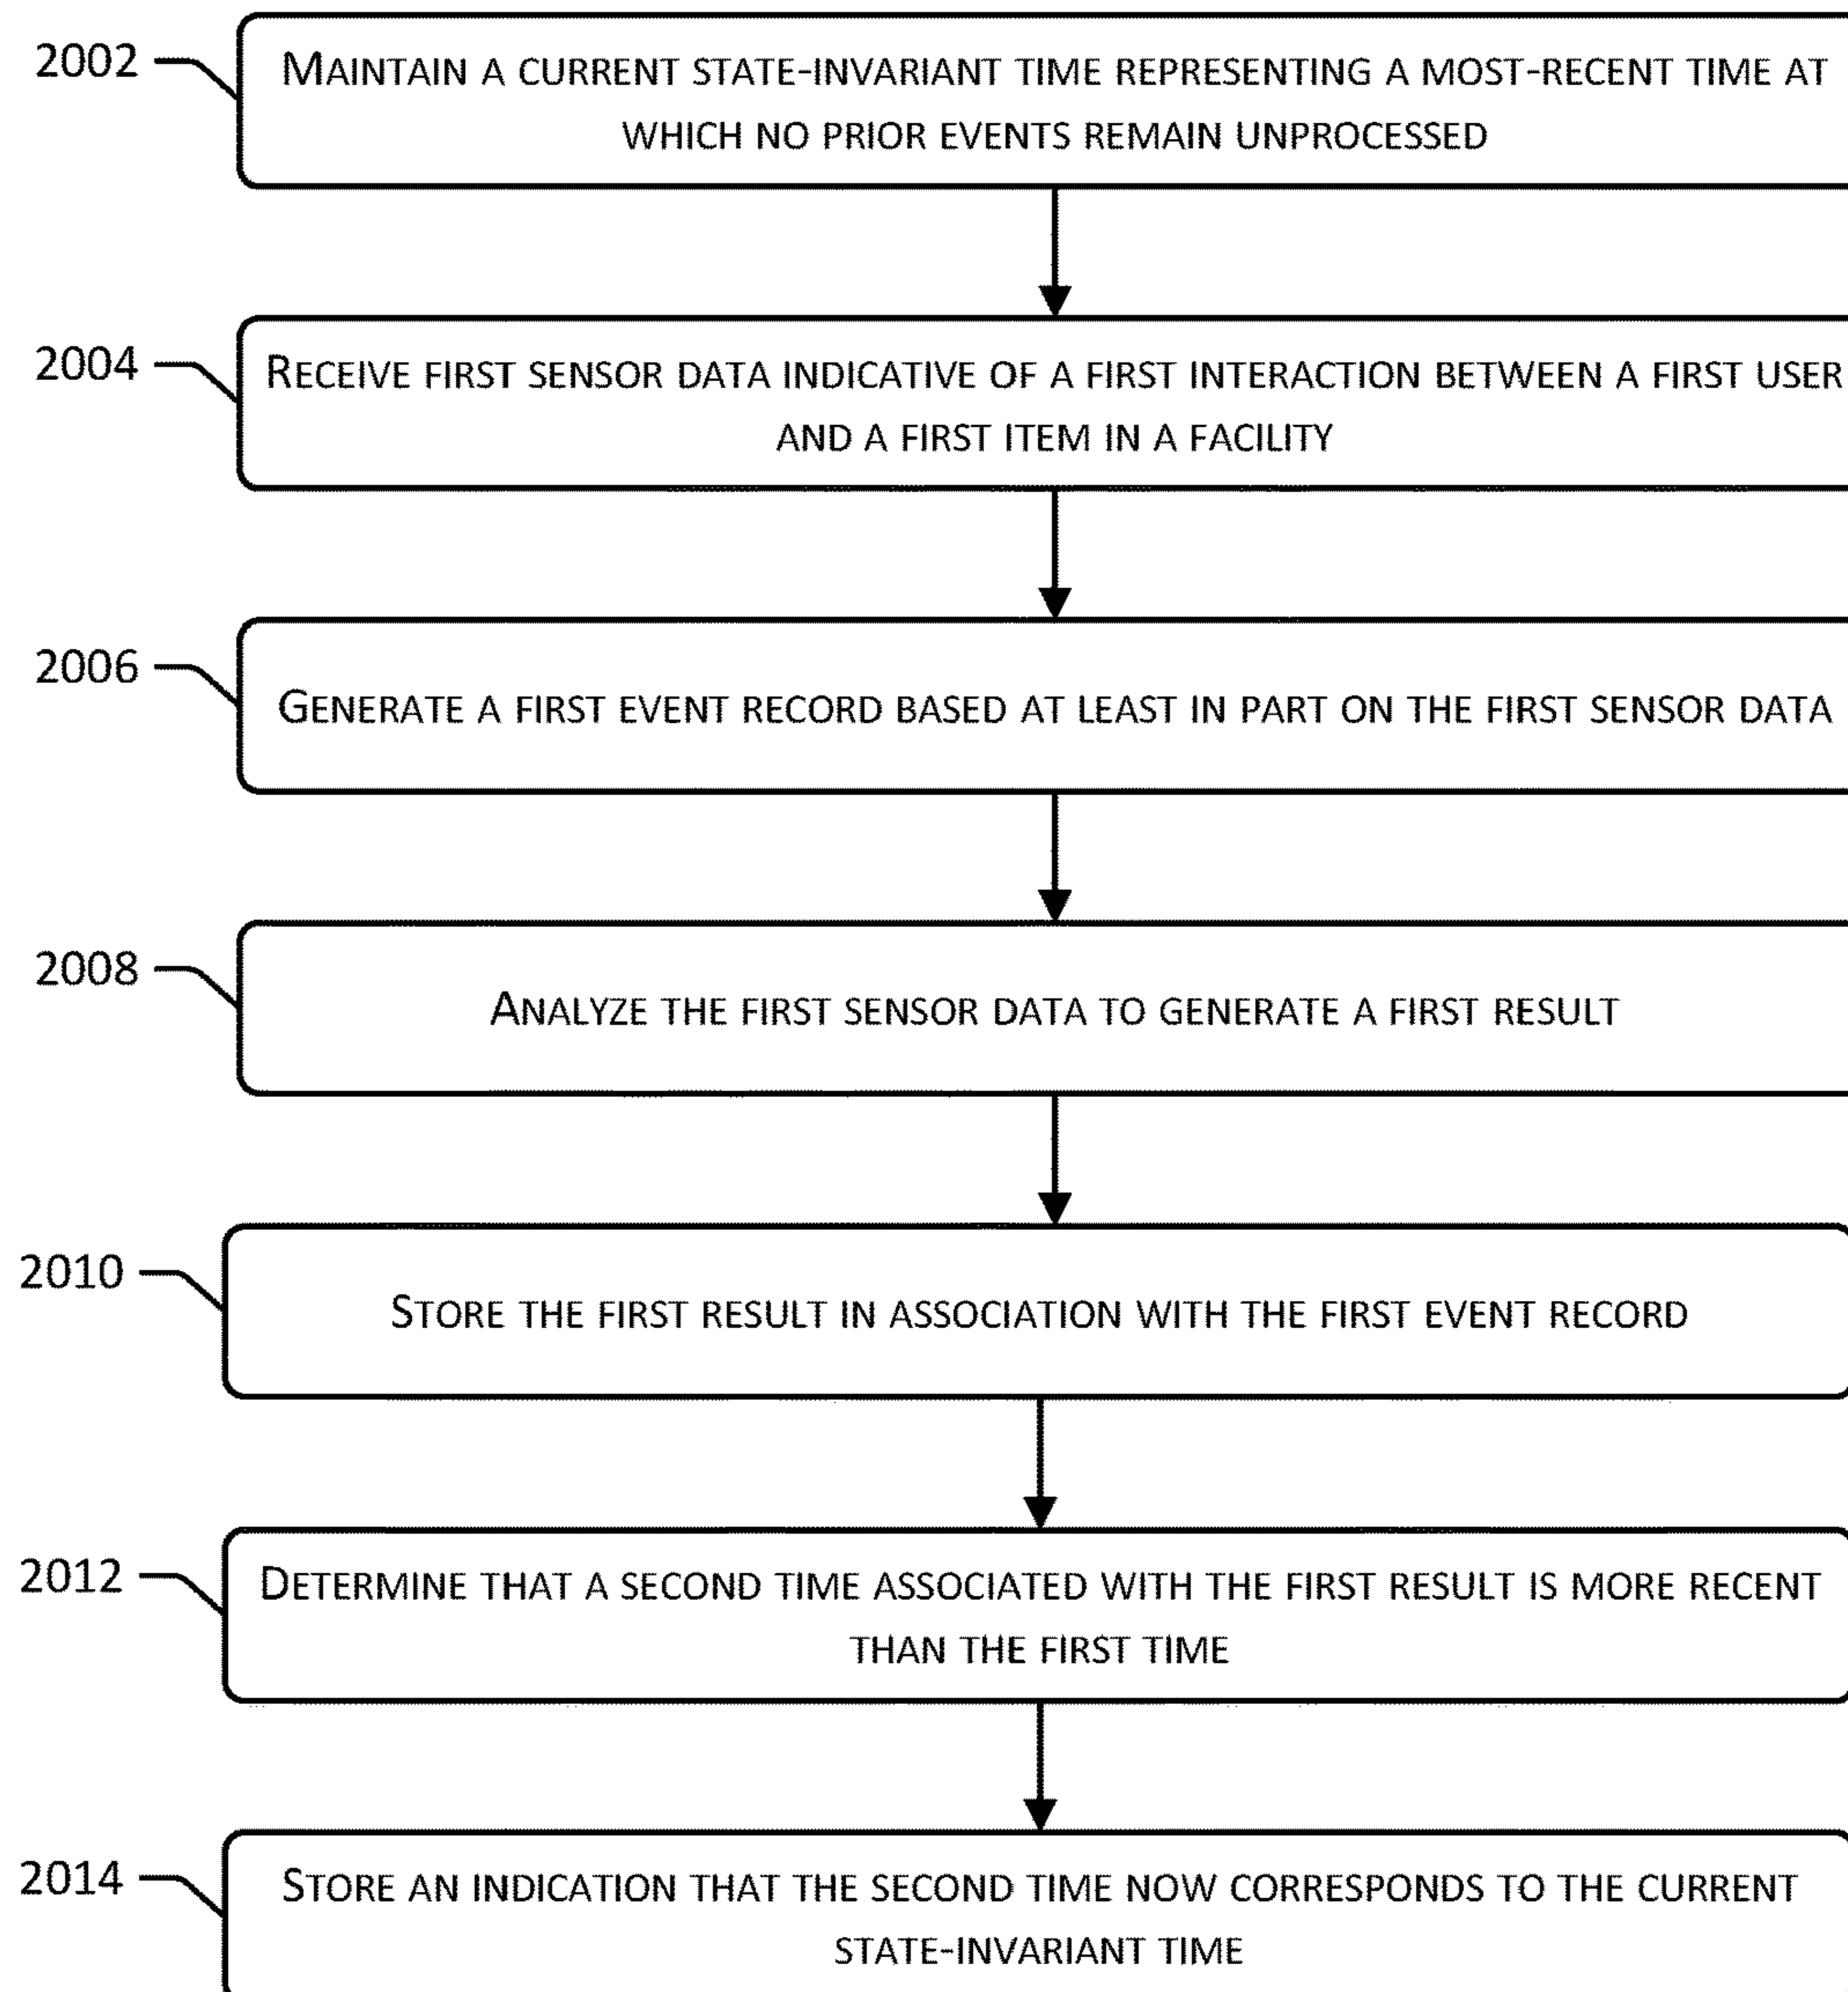 2002
MAINTAIN A CURRENT STATE-INVARIANT TIME REPRESENTING A MOST-RECENT TIME AT
WHICH NO PRIOR EVENTS REMAIN UNPROCESSED
2004
RECEIVE FIRST SENSOR DATA INDICATIVE OF A FIRST INTERACTION BETWEEN A FIRST USER
AND A FIRST ITEM IN A FACILITY
2006
GENERATE A FIRST EVENT RECORD BASED AT LEAST IN PART ON THE FIRST SENSOR DATA
2008
ANALYZE THE FIRST SENSOR DATA TO GENERATE A FIRST RESULT
2010
STORE THE FIRST RESULT IN ASSOCIATION WITH THE FIRST EVENT RECORD
2012
DETERMINE THAT A SECOND TIME ASSOCIATED WITH THE FIRST RESULT IS MORE RECENT
THAN THE FIRST TIME
2014
STORE AN INDICATION THAT THE SECOND TIME NOW CORRESPONDS TO THE CURRENT
STATE-INVARIANT TIME